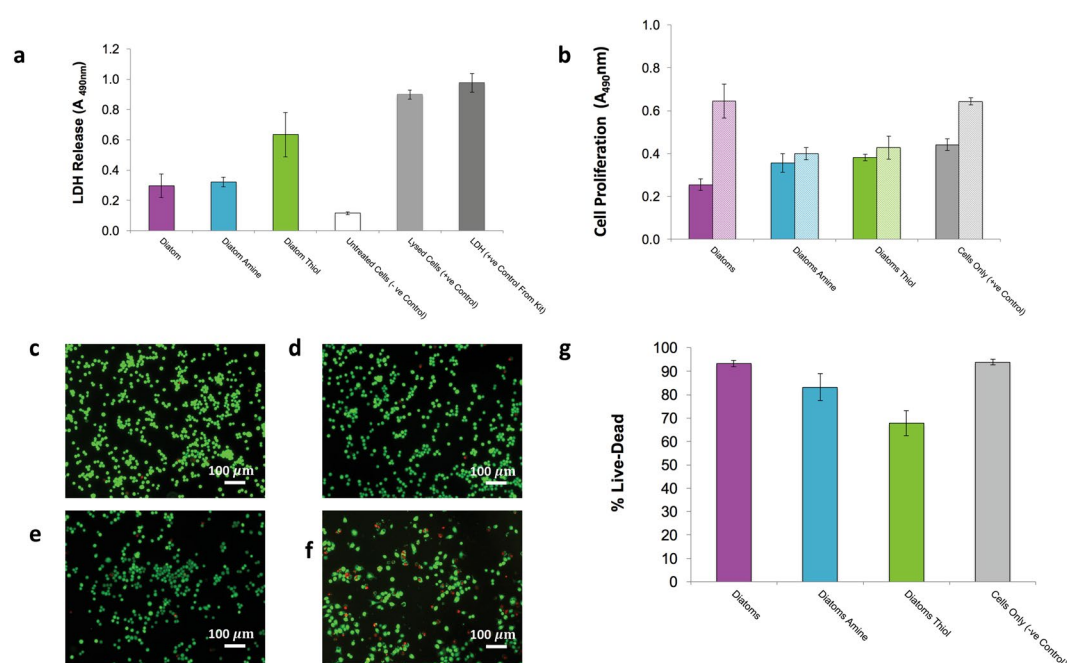 a
LDH Release (A 490nm)
1.2
1.0
0.8
0.6
0.4
0.2
0.0
Diatom
Diatom Amine
Diatom Thiol
Untreated Cells (- ve Control)
Lysed Cells (+ve Control)
LDH (+ve Control From Kit)
b
Cell Proliferation (A490nm)
1.0
0.8
0.6
0.4
0.2
0.0
Diatoms
Diatoms Amine
Diatoms Thiol
Cells Only (+ve Control)
c
100 μm
d
100 μm
e
100 μm
f
100 μm
g
% Live-Dead
100
90
80
70
60
50
40
30
20
10
0
Diatoms
Diatoms Amine
Diatoms Thiol
Cells Only (-ve Control)